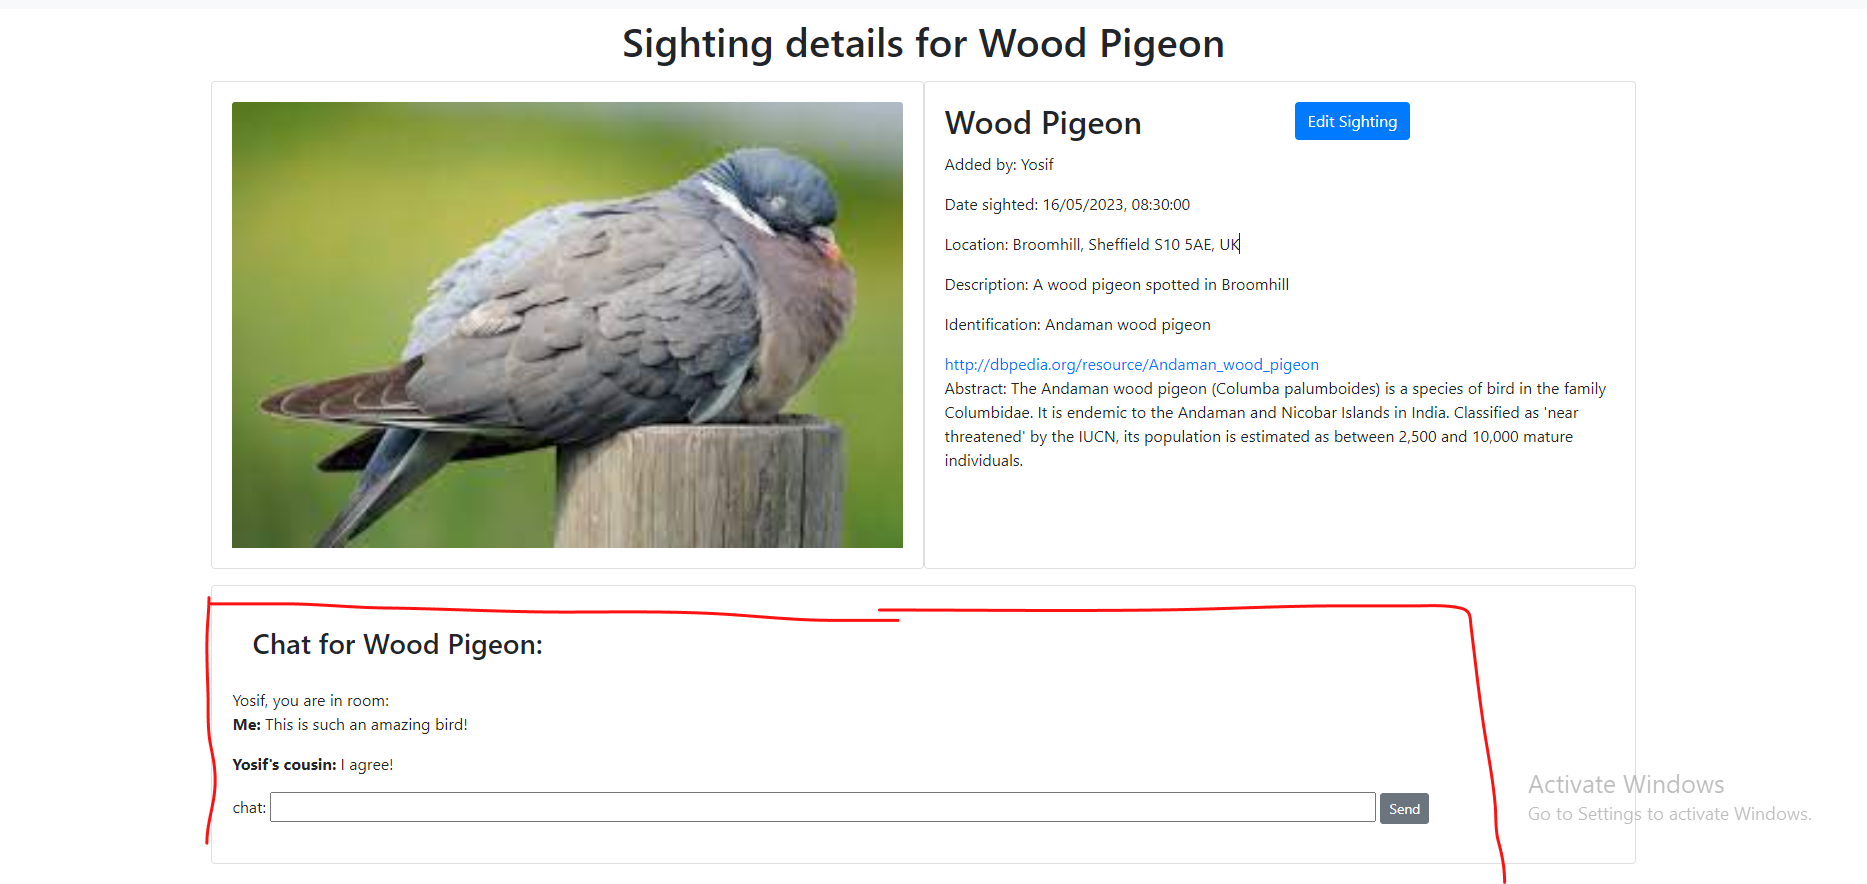 Sighting details for Wood Pigeon
Wood Pigeon
Edit Sighting
Added by: Yosif
Date sighted: 16/05/2023, 08:30:00
Location: Broomhill, Sheffield S10 5AE, UK
Description: A wood pigeon spotted in Broomhill
Identification: Andaman wood pigeon
http://dbpedia.org/resource/Andaman_wood_pigeon
Abstract: The Andaman wood pigeon (Columba palumboides) is a species of bird in the family
Columbidae. It is endemic to the Andaman and Nicobar Islands in India. Classified as 'near
threatened' by the IUCN, its population is estimated as between 2,500 and 10,000 mature
individuals.
Chat for Wood Pigeon:
Yosif, you are in room:
Me: This is such an amazing bird!
Yosif's cousin: I agree!
chat:
Send
Activate Windows
Go to Settings to activate Windows.